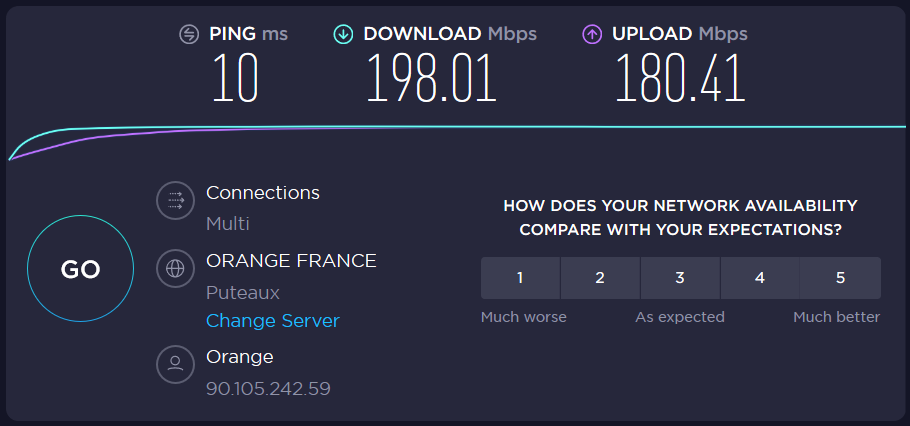 PING ms
10
DOWNLOAD Mbps
198.01
UPLOAD Mbps
180.41
GO
Connections
Multi
ORANGE FRANCE
Puteaux
Change Server
Orange
90.105.242.59
HOW DOES YOUR NETWORK AVAILABILITY
COMPARE WITH YOUR EXPECTATIONS?
1 2 3 4 5
Much worse As expected Much better